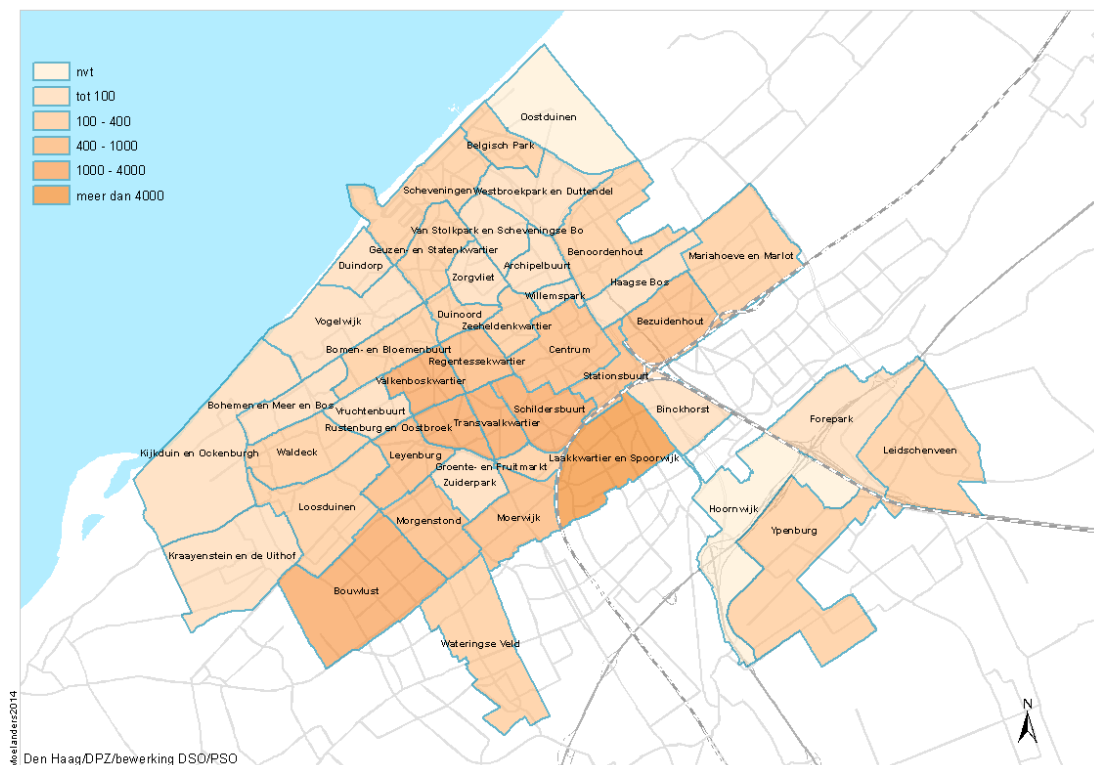 nvt
tot 100
100 - 400
400 - 1000
1000 - 4000
meer dan 4000
Oostduinen
Belgisch Park
Scheveningen
Westbroekpark en Duttendel
Van Stolkpark en Scheveningse Bo
Geuzen- en Statenkwartier
Benoordenhout
Mariahoeve en Marlot
Duindorp
Zorgvliet
Archipelbuurt
Haagse Bos
Willemspark
Vogelwijk
Duinoord
Zeeheldenkwartier
Bezuidenhout
Bomen- en Bloemenbuurt
Centrum
Regentessekwartier
Stationsbuurt
Valkenboskwartier
Bohemen en Meer en Bos
Vruchtenbuurt
Schildersbuurt
Binckhorst
Forepark
Rustenburg en Oostbroek
Transvaalkwartier
Kijkduin en Ockenburgh
Waldeck
Leyenburg
Laakkwartier en Spoorwijk
Leidschenveen
Groente- en Fruitmarkt
Zuiderpark
Loosduinen
Hoornwijk
Morgenstond
Moerwijk
Ypenburg
Kraayenstein en de Uithof
Bouwlust
Wateringse Veld
N
Moelanders2014
Den Haag/DPZ/bewerking DSO/PSO